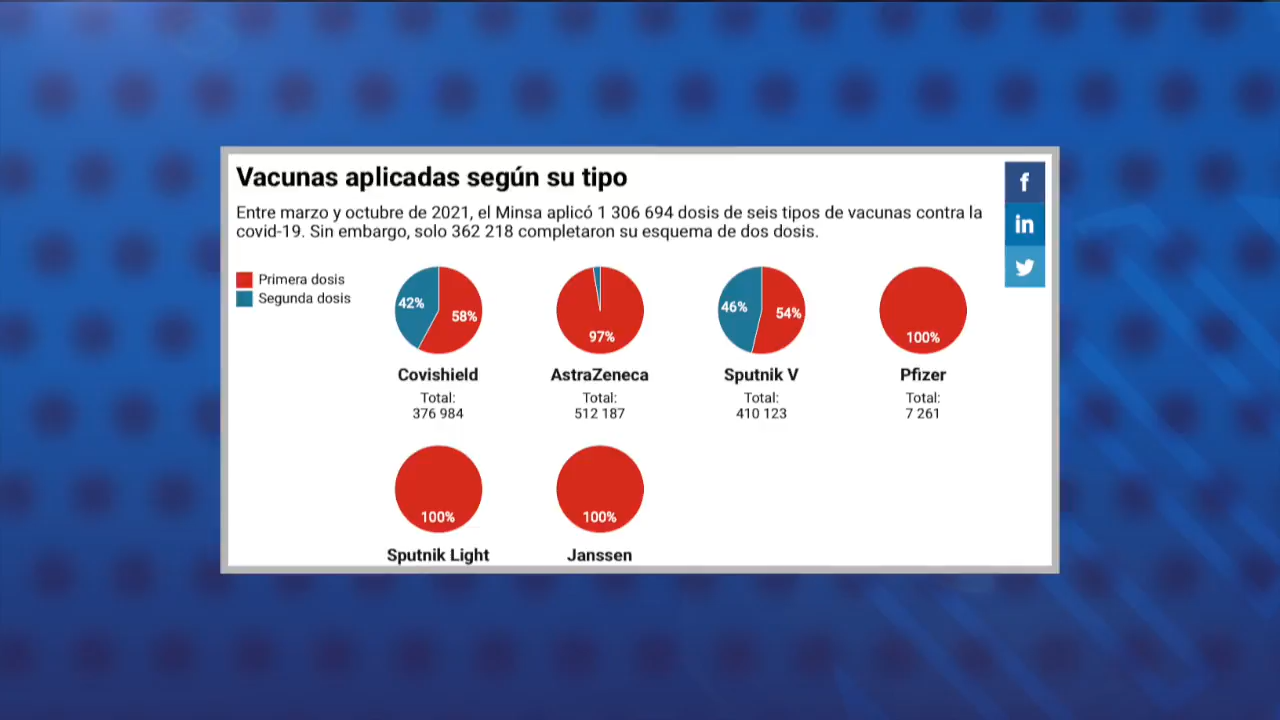 Vacunas aplicadas según su tipo
Entre marzo y octubre de 2021, el Minsa aplicó 1 306 694 dosis de seis tipos de vacunas contra la
covid-19. Sin embargo, solo 362 218 completaron su esquema de dos dosis.
f
in
Primera dosis
Segunda dosis
42%
58%
97%
46%
54%
100%
Covishield
AstraZeneca
Sputnik V
Pfizer
Total:
Total:
Total:
Total:
376 984
512 187
410 123
7 261
100%
100%
Sputnik Light
Janssen